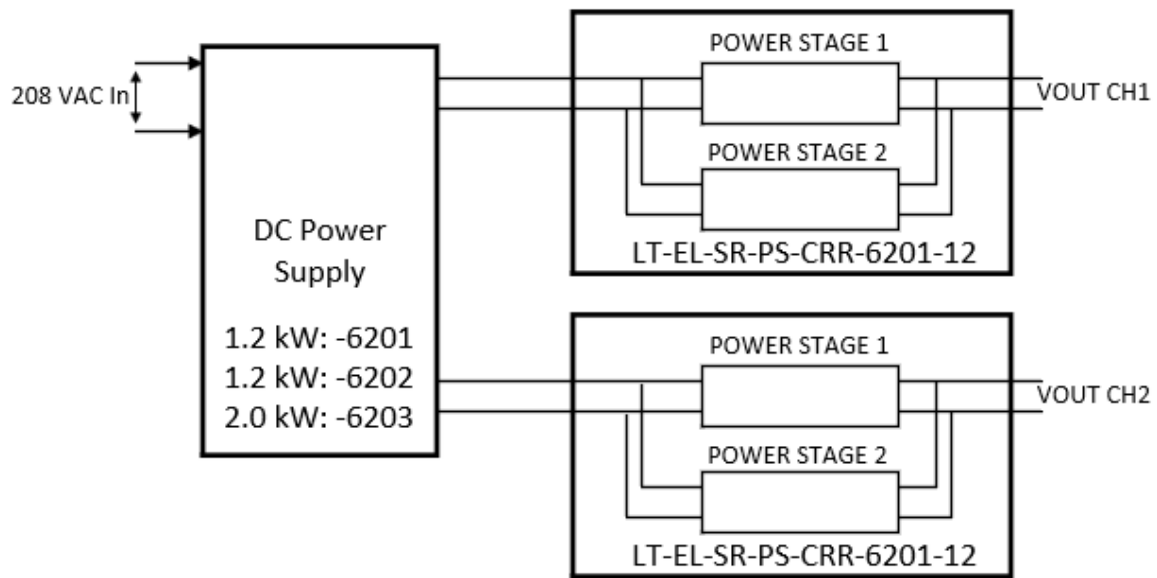 208 VAC In
DC Power
Supply
1.2 kW: -6201
1.2 kW: -6202
2.0 kW: -6203
POWER STAGE 1
POWER STAGE 2
LT-EL-SR-PS-CRR-6201-12
VOUT CH1
POWER STAGE 1
POWER STAGE 2
LT-EL-SR-PS-CRR-6201-12
VOUT CH2